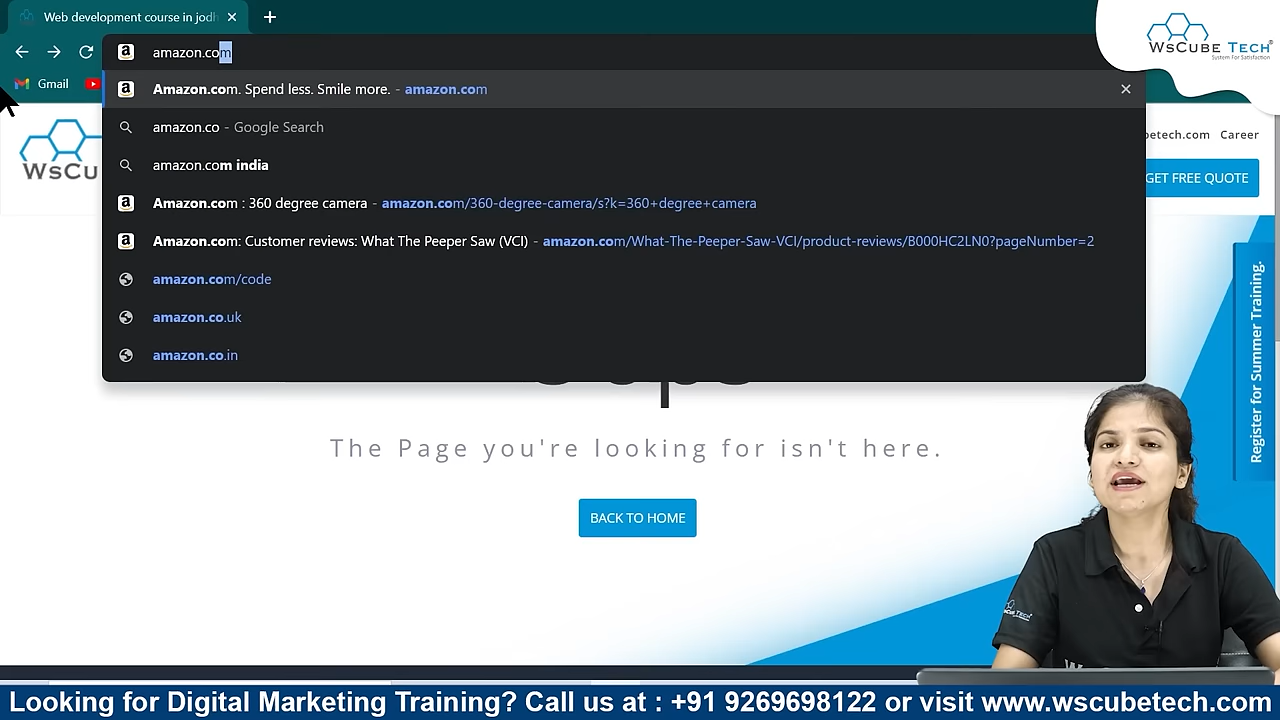 Web development course in jodh
WsCube Tech®
System For Satisfaction
amazon.com
Gmail
Amazon.com. Spend less. Smile more. - amazon.com
amazon.co - Google Search
amazon.com india
Amazon.com : 360 degree camera - amazon.com/360-degree-camera/s?k=360+degree+camera
Amazon.com: Customer reviews: What The Peeper Saw (VCI) - amazon.com/What-The-Peeper-Saw-VCI/product-reviews/B000HC2LN0?pageNumber=2
amazon.com/code
amazon.co.uk
amazon.co.in
WsCu
betech.com
Career
GET FREE QUOTE
Register for Summer Training.
The Page you're looking for isn't here.
BACK TO HOME
WsCube Tech
Looking for Digital Marketing Training? Call us at : +91 9269698122 or visit www.wscubetech.com